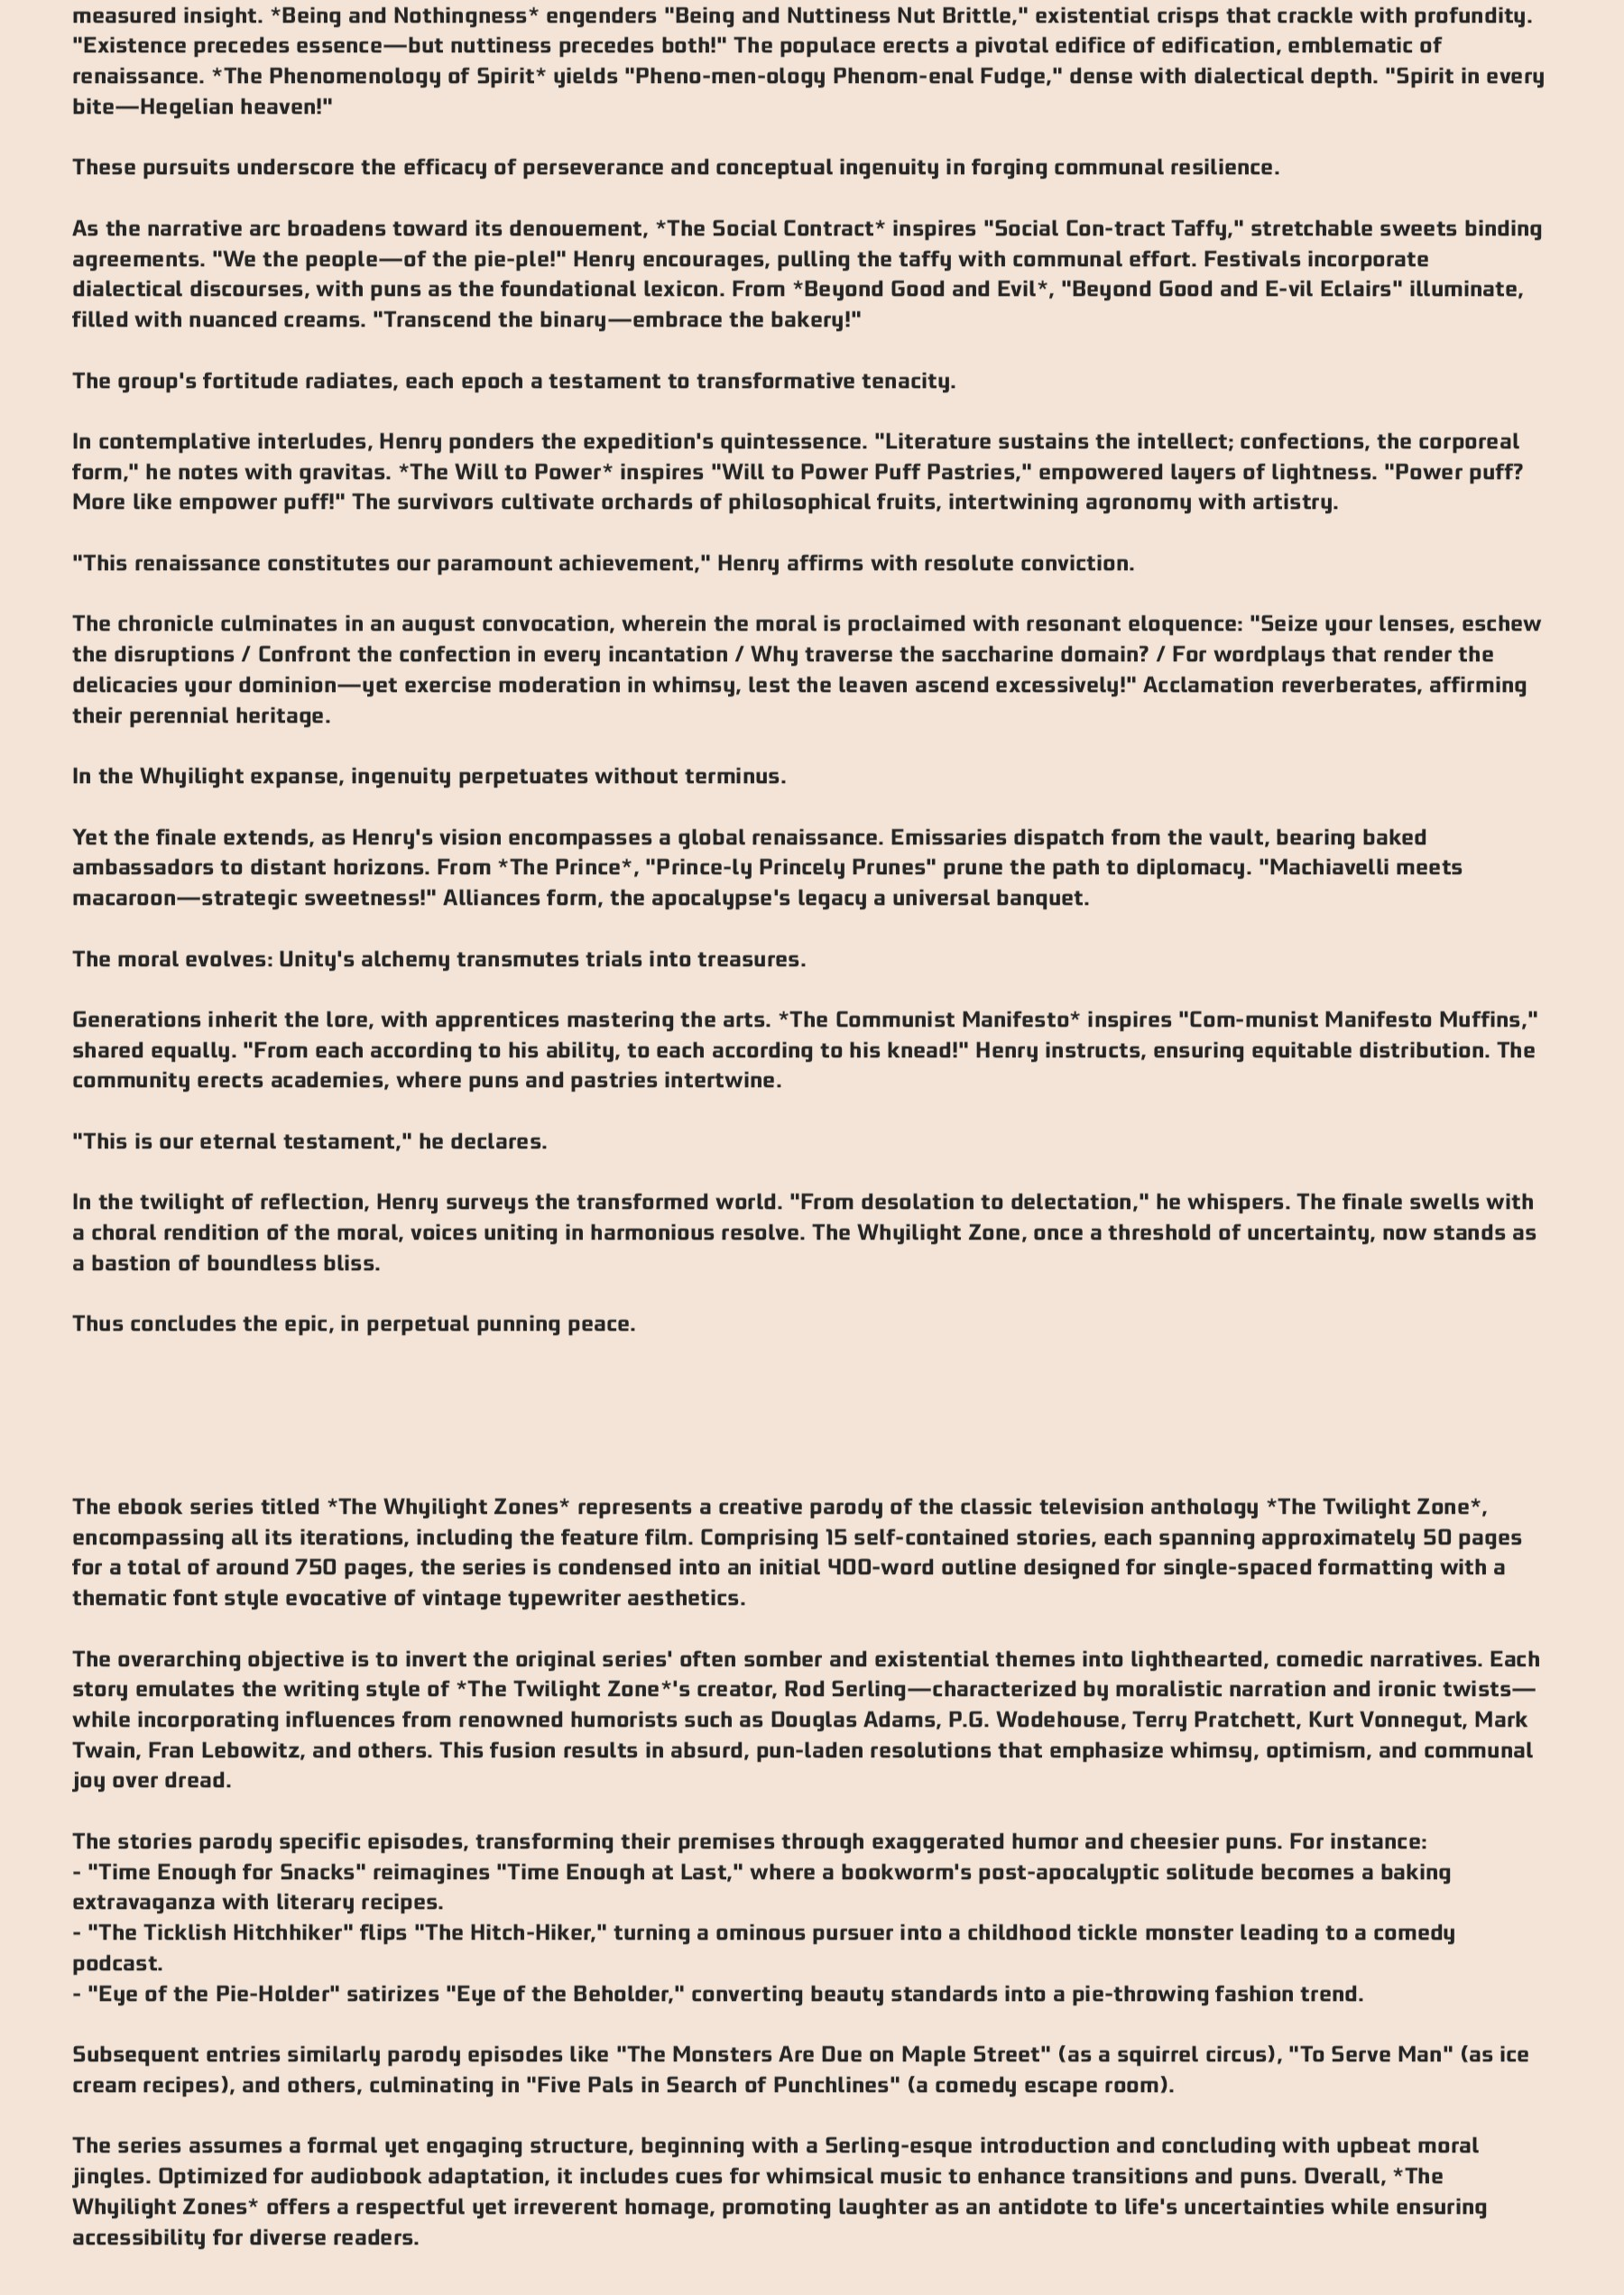 measured insight. *Being and Nothingness* engenders "Being and Nuttiness Nut Brittle," existential crisps that crackle with profundity.
"Existence precedes essence—but nuttiness precedes both!" The populace erects a pivotal edifice of edification, emblematic of
renaissance. *The Phenomenology of Spirit* yields "Pheno-men-ology Phenom-enal Fudge," dense with dialectical depth. "Spirit in every
bite—Hegelian heaven!"
These pursuits underscore the efficacy of perseverance and conceptual ingenuity in forging communal resilience.
As the narrative arc broadens toward its denouement, *The Social Contract* inspires "Social Con-tract Taffy," stretchable sweets binding
agreements. "We the people—of the pie-ple!" Henry encourages, pulling the taffy with communal effort. Festivals incorporate
dialectical discourses, with puns as the foundational lexicon. From *Beyond Good and Evil*, "Beyond Good and E-vil Eclairs" illuminate,
filled with nuanced creams. "Transcend the binary—embrace the bakery!"
The group's fortitude radiates, each epoch a testament to transformative tenacity.
In contemplative interludes, Henry ponders the expedition's quintessence. "Literature sustains the intellect; confections, the corporeal
form," he notes with gravitas. *The Will to Power* inspires "Will to Power Puff Pastries," empowered layers of lightness. "Power puff?
More like empower puff!" The survivors cultivate orchards of philosophical fruits, intertwining agronomy with artistry.
"This renaissance constitutes our paramount achievement," Henry affirms with resolute conviction.
The chronicle culminates in an august convocation, wherein the moral is proclaimed with resonant eloquence: "Seize your lenses, eschew
the disruptions / Confront the confection in every incantation / Why traverse the saccharine domain? / For wordplays that render the
delicacies your dominion—yet exercise moderation in whimsy, lest the leaven ascend excessively!" Acclamation reverberates, affirming
their perennial heritage.
In the Whyilight expanse, ingenuity perpetuates without terminus.
Yet the finale extends, as Henry's vision encompasses a global renaissance. Emissaries dispatch from the vault, bearing baked
ambassadors to distant horizons. From *The Prince*, "Prince-ly Princely Prunes" prune the path to diplomacy. "Machiavelli meets
macaroon—strategic sweetness!" Alliances form, the apocalypse's legacy a universal banquet.
The moral evolves: Unity's alchemy transmutes trials into treasures.
Generations inherit the lore, with apprentices mastering the arts. *The Communist Manifesto* inspires "Com-munist Manifesto Muffins,"
shared equally. "From each according to his ability, to each according to his knead!" Henry instructs, ensuring equitable distribution. The
community erects academies, where puns and pastries intertwine.
"This is our eternal testament," he declares.
In the twilight of reflection, Henry surveys the transformed world. "From desolation to delectation," he whispers. The finale swells with
a choral rendition of the moral, voices uniting in harmonious resolve. The Whyilight Zone, once a threshold of uncertainty, now stands as
a bastion of boundless bliss.
Thus concludes the epic, in perpetual punning peace.
The ebook series titled *The Whyilight Zones* represents a creative parody of the classic television anthology *The Twilight Zone*,
encompassing all its iterations, including the feature film. Comprising 15 self-contained stories, each spanning approximately 50 pages
for a total of around 750 pages, the series is condensed into an initial 400-word outline designed for single-spaced formatting with a
thematic font style evocative of vintage typewriter aesthetics.
The overarching objective is to invert the original series' often somber and existential themes into lighthearted, comedic narratives. Each
story emulates the writing style of *The Twilight Zone*'s creator, Rod Serling—characterized by moralistic narration and ironic twists—
while incorporating influences from renowned humorists such as Douglas Adams, P.G. Wodehouse, Terry Pratchett, Kurt Vonnegut, Mark
Twain, Fran Lebowitz, and others. This fusion results in absurd, pun-laden resolutions that emphasize whimsy, optimism, and communal
joy over dread.
The stories parody specific episodes, transforming their premises through exaggerated humor and cheesier puns. For instance:
- "Time Enough for Snacks" reimagines "Time Enough at Last," where a bookworm's post-apocalyptic solitude becomes a baking
extravaganza with literary recipes.
- "The Ticklish Hitchhiker" flips "The Hitch-Hiker," turning a ominous pursuer into a childhood tickle monster leading to a comedy
podcast.
- "Eye of the Pie-Holder" satirizes "Eye of the Beholder," converting beauty standards into a pie-throwing fashion trend.
Subsequent entries similarly parody episodes like "The Monsters Are Due on Maple Street" (as a squirrel circus), "To Serve Man" (as ice
cream recipes), and others, culminating in "Five Pals in Search of Punchlines" (a comedy escape room).
The series assumes a formal yet engaging structure, beginning with a Serling-esque introduction and concluding with upbeat moral
jingles. Optimized for audiobook adaptation, it includes cues for whimsical music to enhance transitions and puns. Overall, *The
Whyilight Zones* offers a respectful yet irreverent homage, promoting laughter as an antidote to life's uncertainties while ensuring
accessibility for diverse readers.